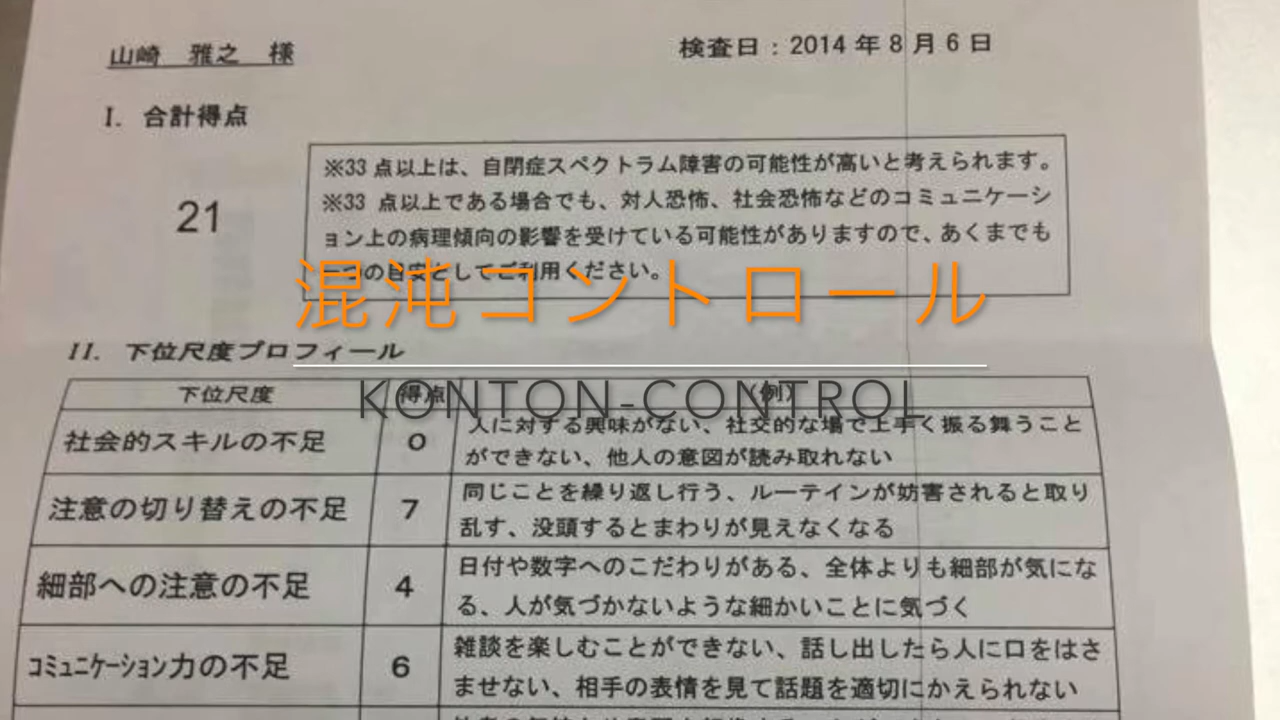 山崎 雅之 様
検査日:2014年8月6日
I. 合計得点
21
※33点以上は、自閉症スペクトラム障害の可能性が高いと考えられます。
※33 点以上である場合でも、対人恐怖、社会恐怖などのコミュニケーシ
ョン上の病理傾向の影響を受けている可能性がありますので、あくまでも
一つの目安としてご利用ください。
混沌コントロール
KONTON-CONTROL
II. 下位尺度プロフィール
下位尺度 得点 (例)
社会的スキルの不足 0 人に対する興味がない、社交的な場で上手く振る舞うこと
ができない、他人の意図が読み取れない
注意の切り替えの不足 7 同じことを繰り返し行う、ルーテインが妨害されると取り
乱す、没頭するとまわりが見えなくなる
細部への注意の不足 4 日付や数字へのこだわりがある、全体よりも細部が気にな
る、人が気づかないような細かいことに気づく
コミュニケーション力の不足 6 雑談を楽しむことができない、話し出したら人に口をはさ
ませない、相手の表情を見て話題を適切にかえられない